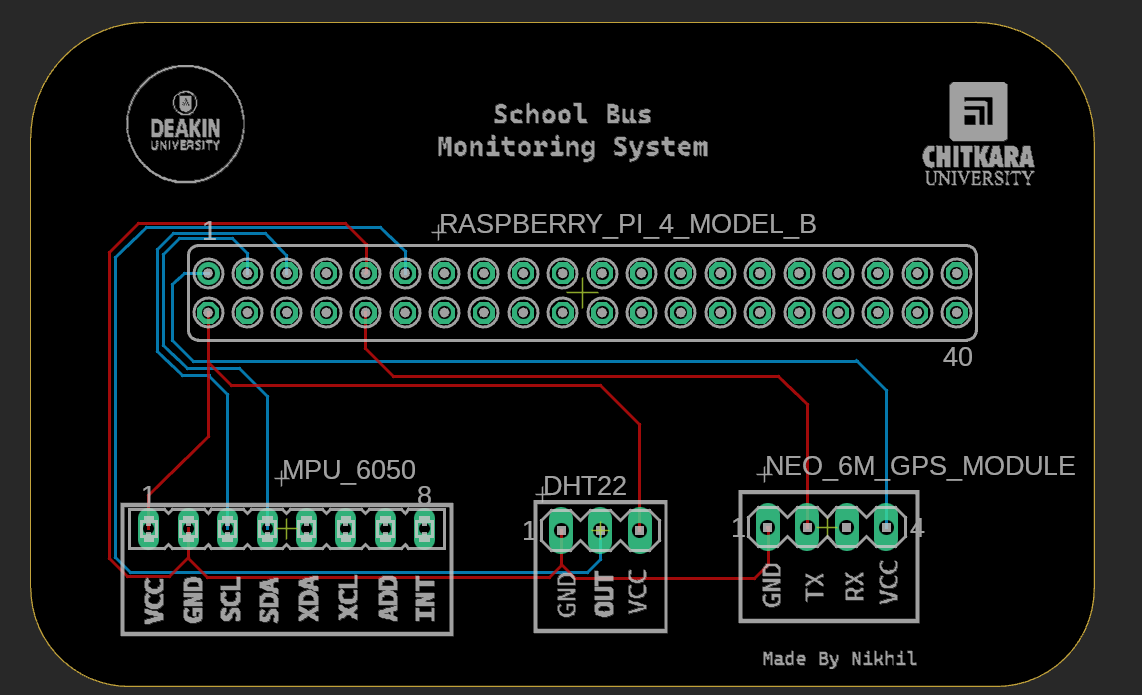 DEAKIN
UNIVERSITY
School Bus
Monitoring System
CHITKARA
UNIVERSITY
1
RASPBERRY_PI_4_MODEL_B
40
MPU_6050
1
8
VCC
GND
SCL
SDA
XDA
XCL
ADD
INT
DHT22
1
GND
OUT
VCC
NEO_6M_GPS_MODULE
1
4
GND
TX
RX
VCC
Made By Nikhil